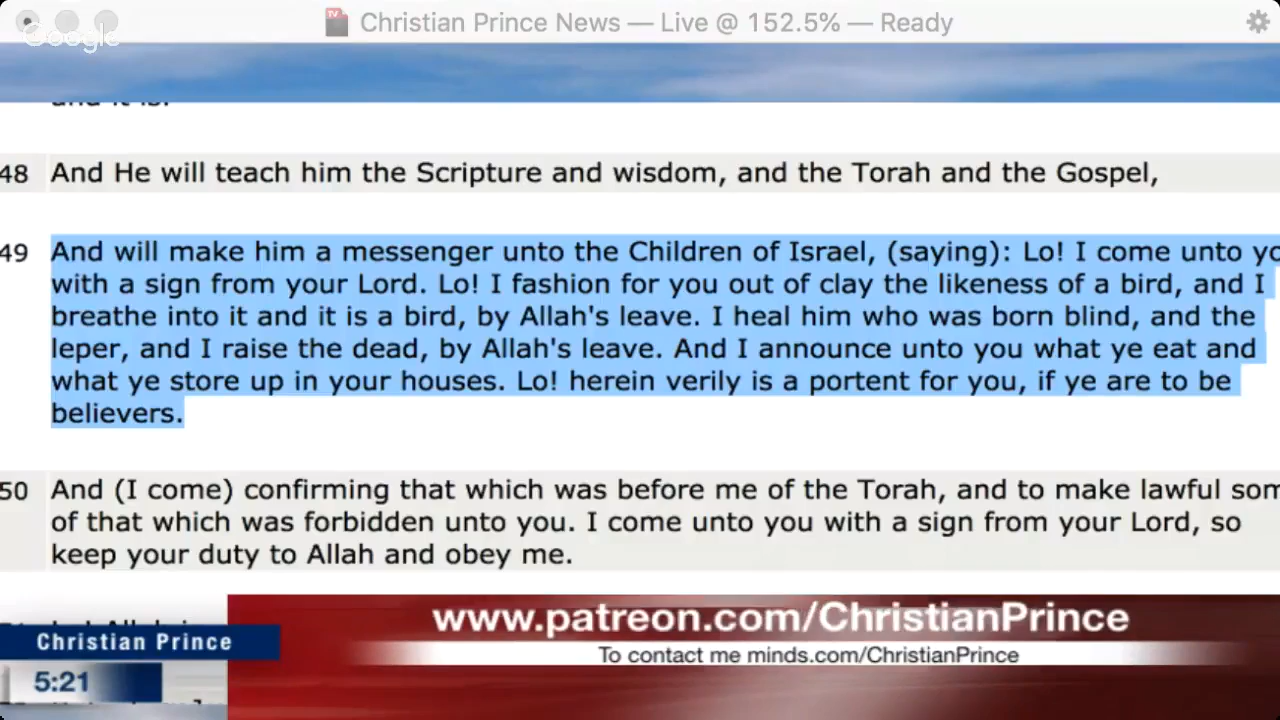 Christian Prince News — Live @ 152.5% — Ready
Google
and it is.
48 And He will teach him the Scripture and wisdom, and the Torah and the Gospel,
49 And will make him a messenger unto the Children of Israel, (saying): Lo! I come unto yo
with a sign from your Lord. Lo! I fashion for you out of clay the likeness of a bird, and I
breathe into it and it is a bird, by Allah's leave. I heal him who was born blind, and the
leper, and I raise the dead, by Allah's leave. And I announce unto you what ye eat and
what ye store up in your houses. Lo! herein verily is a portent for you, if ye are to be
believers.
50 And (I come) confirming that which was before me of the Torah, and to make lawful som
of that which was forbidden unto you. I come unto you with a sign from your Lord, so
keep your duty to Allah and obey me.
www.patreon.com/ChristianPrince
Christian Prince
To contact me minds.com/ChristianPrince
5:21